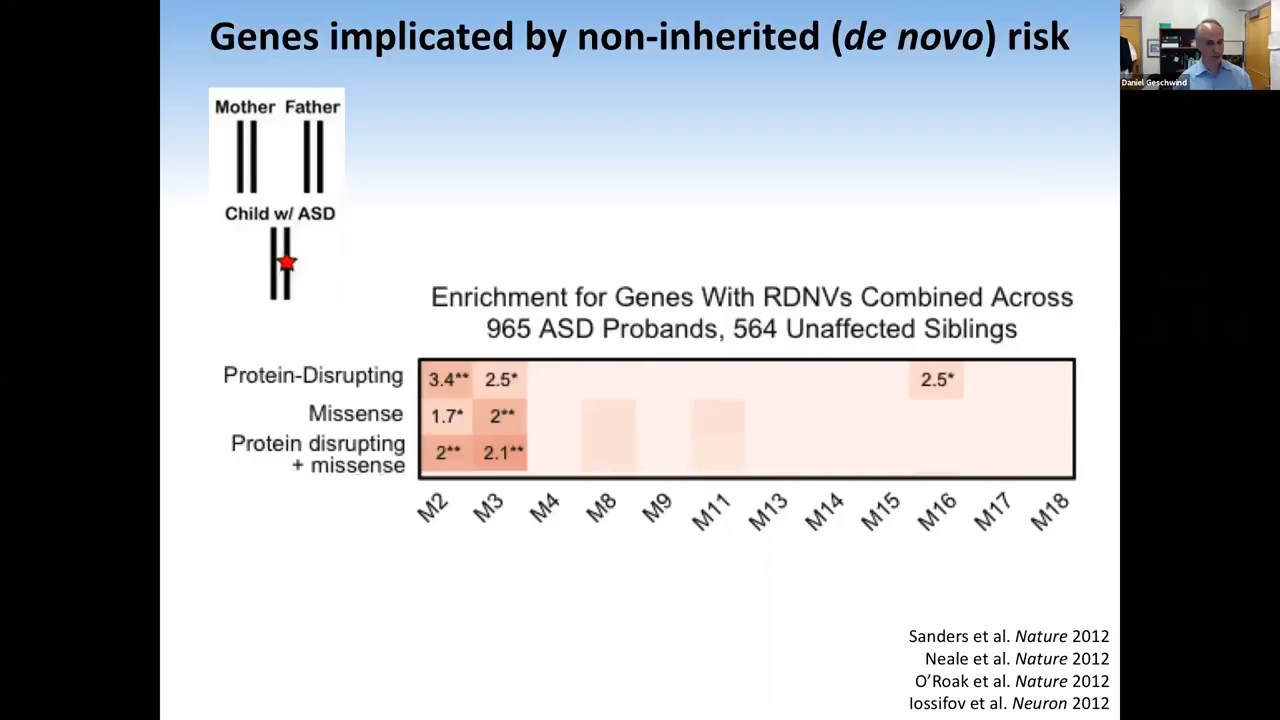 Genes implicated by non-inherited (de novo) risk
Daniel Geschwind
Mother Father
Child w/ ASD
Enrichment for Genes With RDNVs Combined Across
965 ASD Probands, 564 Unaffected Siblings
Protein-Disrupting 3.4** 2.5* 2.5*
Missense 1.7* 2**
Protein disrupting
+ missense 2** 2.1**
M2 M3 M4 M8 M9 M11 M13 M14 M15 M16 M17 M18
Sanders et al. Nature 2012
Neale et al. Nature 2012
O’Roak et al. Nature 2012
Iossifov et al. Neuron 2012